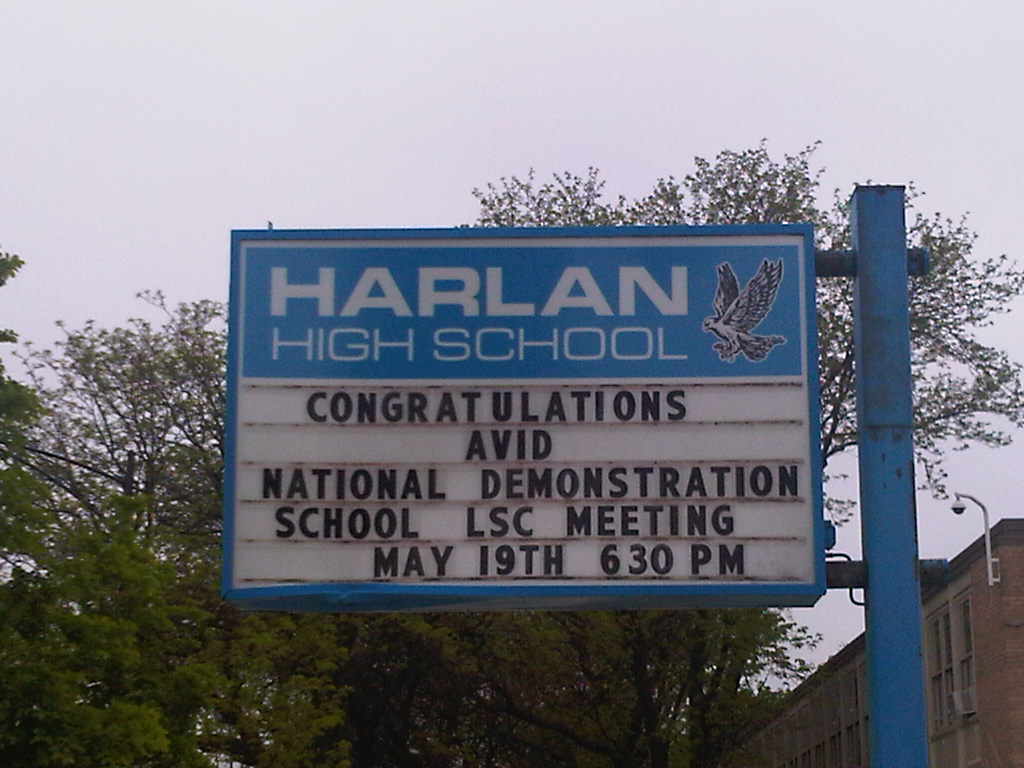 HARLAN
HIGH SCHOOL
CONGRATULATIONS
AVID
NATIONAL DEMONSTRATION
SCHOOL LSC MEETING
MAY 19TH 630 PM